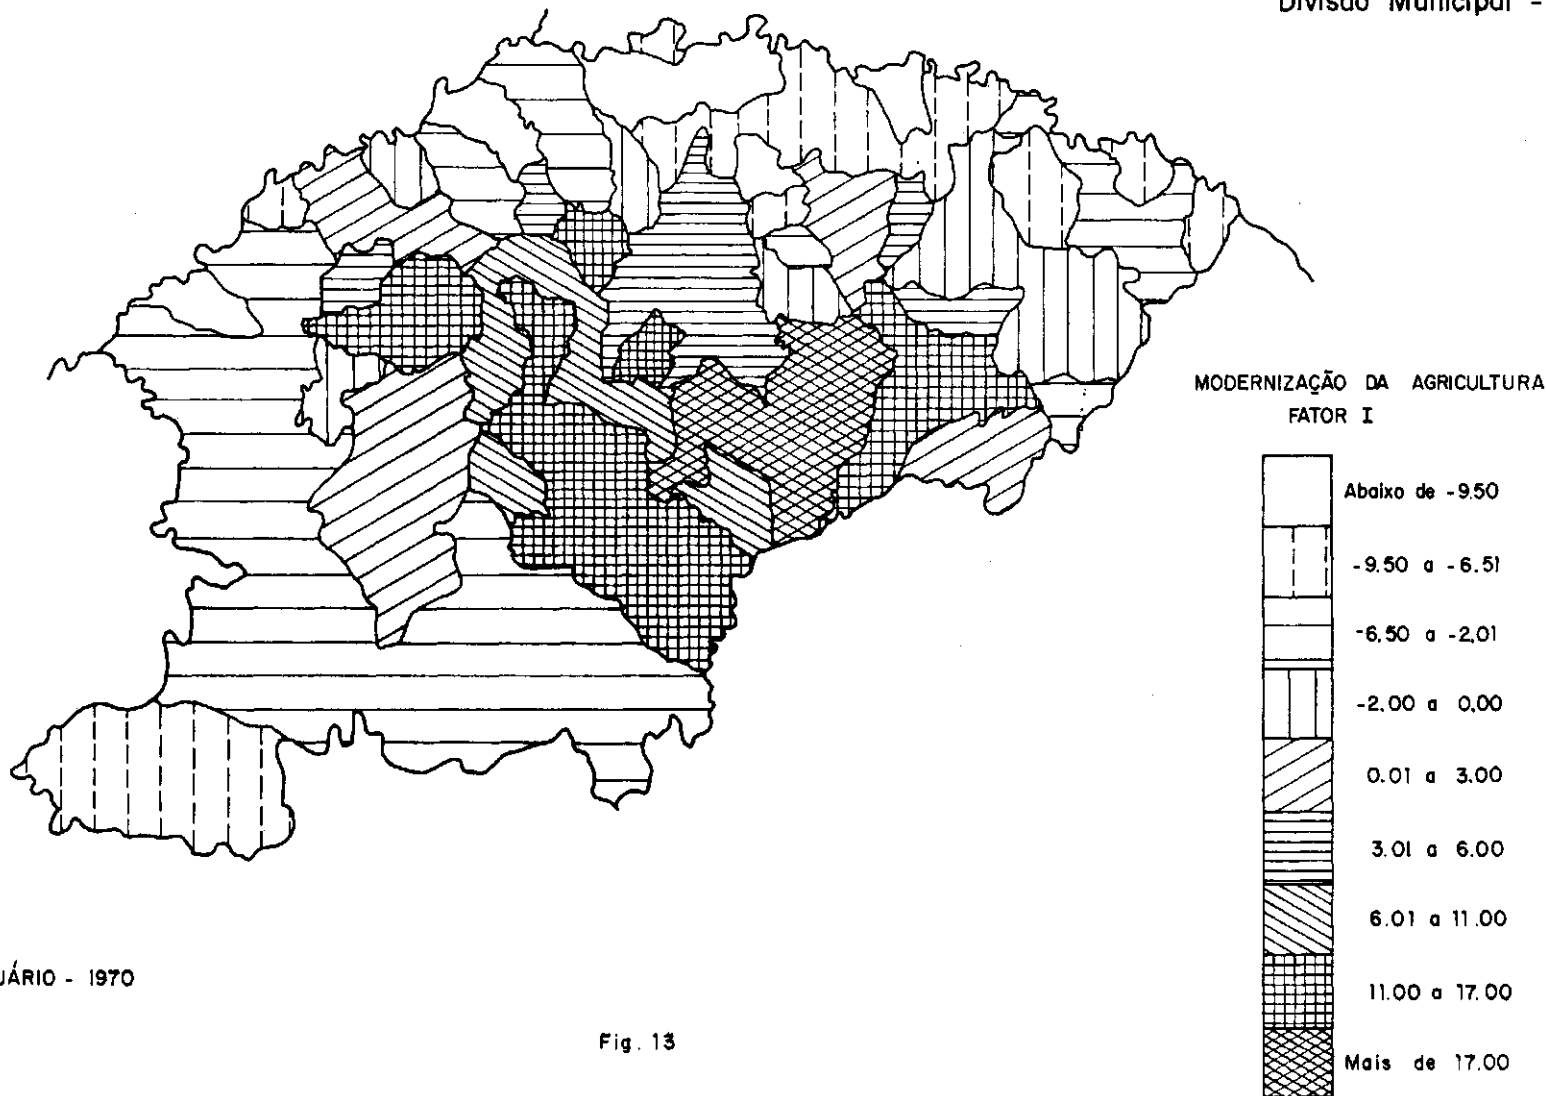 Divisão Municipal -
MODERNIZAÇÃO DA AGRICULTURA
FATOR I
Abaixo de -9.50
-9.50 a -6.51
-6.50 a -2.01
-2.00 a 0.00
0.01 a 3.00
3.01 a 6.00
6.01 a 11.00
11.00 a 17.00
Mais de 17.00
UÁRIO - 1970
Fig. 13